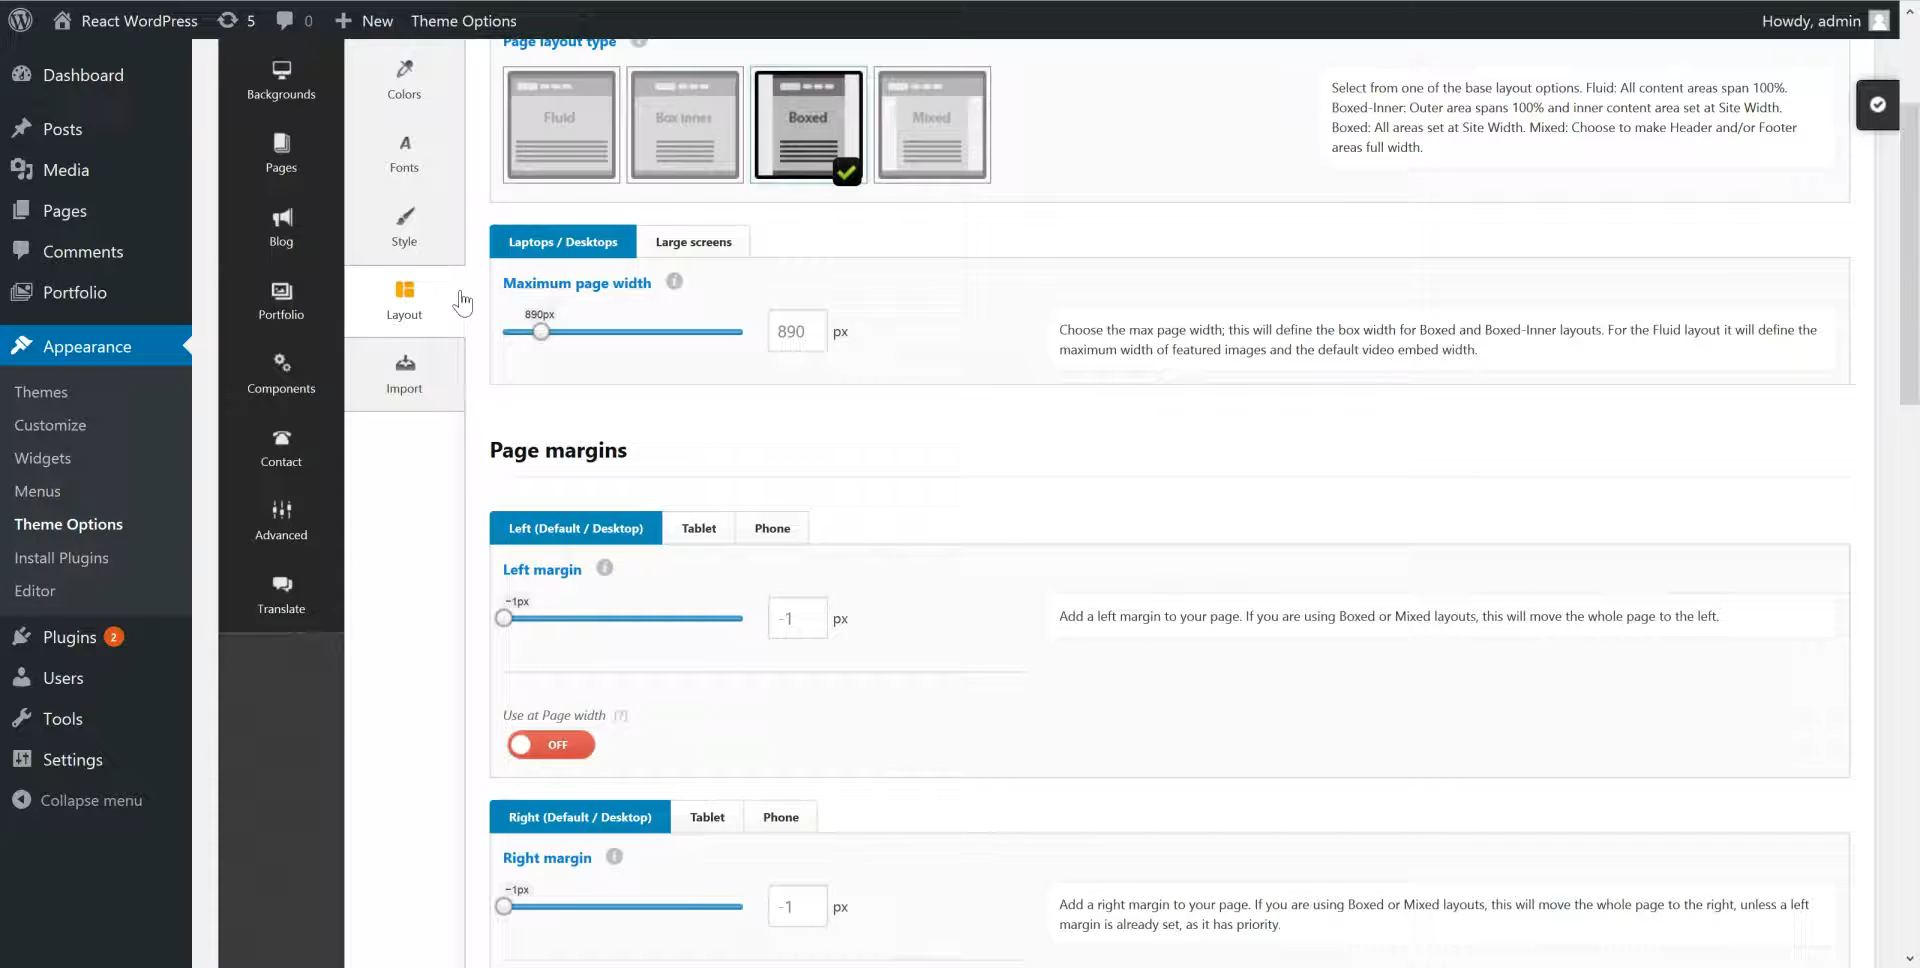 React WordPress 5 0 New Theme Options Howdy, admin
Dashboard
Posts
Media
Pages
Comments
Portfolio
Appearance
Themes
Customize
Widgets
Menus
Theme Options
Install Plugins
Editor
Plugins 2
Users
Tools
Settings
Collapse menu
Backgrounds
Pages
Blog
Portfolio
Components
Contact
Advanced
Translate
Colors
Fonts
Style
Layout
Import
Page layout type
Fluid
Box Inner
Boxed
Mixed
Select from one of the base layout options. Fluid: All content areas span 100%.
Boxed-Inner: Outer area spans 100% and inner content area set at Site Width.
Boxed: All areas set at Site Width. Mixed: Choose to make Header and/or Footer
areas full width.
Laptops / Desktops Large screens
Maximum page width
890px
890 px
Choose the max page width; this will define the box width for Boxed and Boxed-Inner layouts. For the Fluid layout it will define the
maximum width of featured images and the default video embed width.
Page margins
Left (Default / Desktop) Tablet Phone
Left margin
-1px
-1 px
Add a left margin to your page. If you are using Boxed or Mixed layouts, this will move the whole page to the left.
Use at Page width [?]
OFF
Right (Default / Desktop) Tablet Phone
Right margin
-1px
-1 px
Add a right margin to your page. If you are using Boxed or Mixed layouts, this will move the whole page to the right, unless a left
margin is already set, as it has priority.